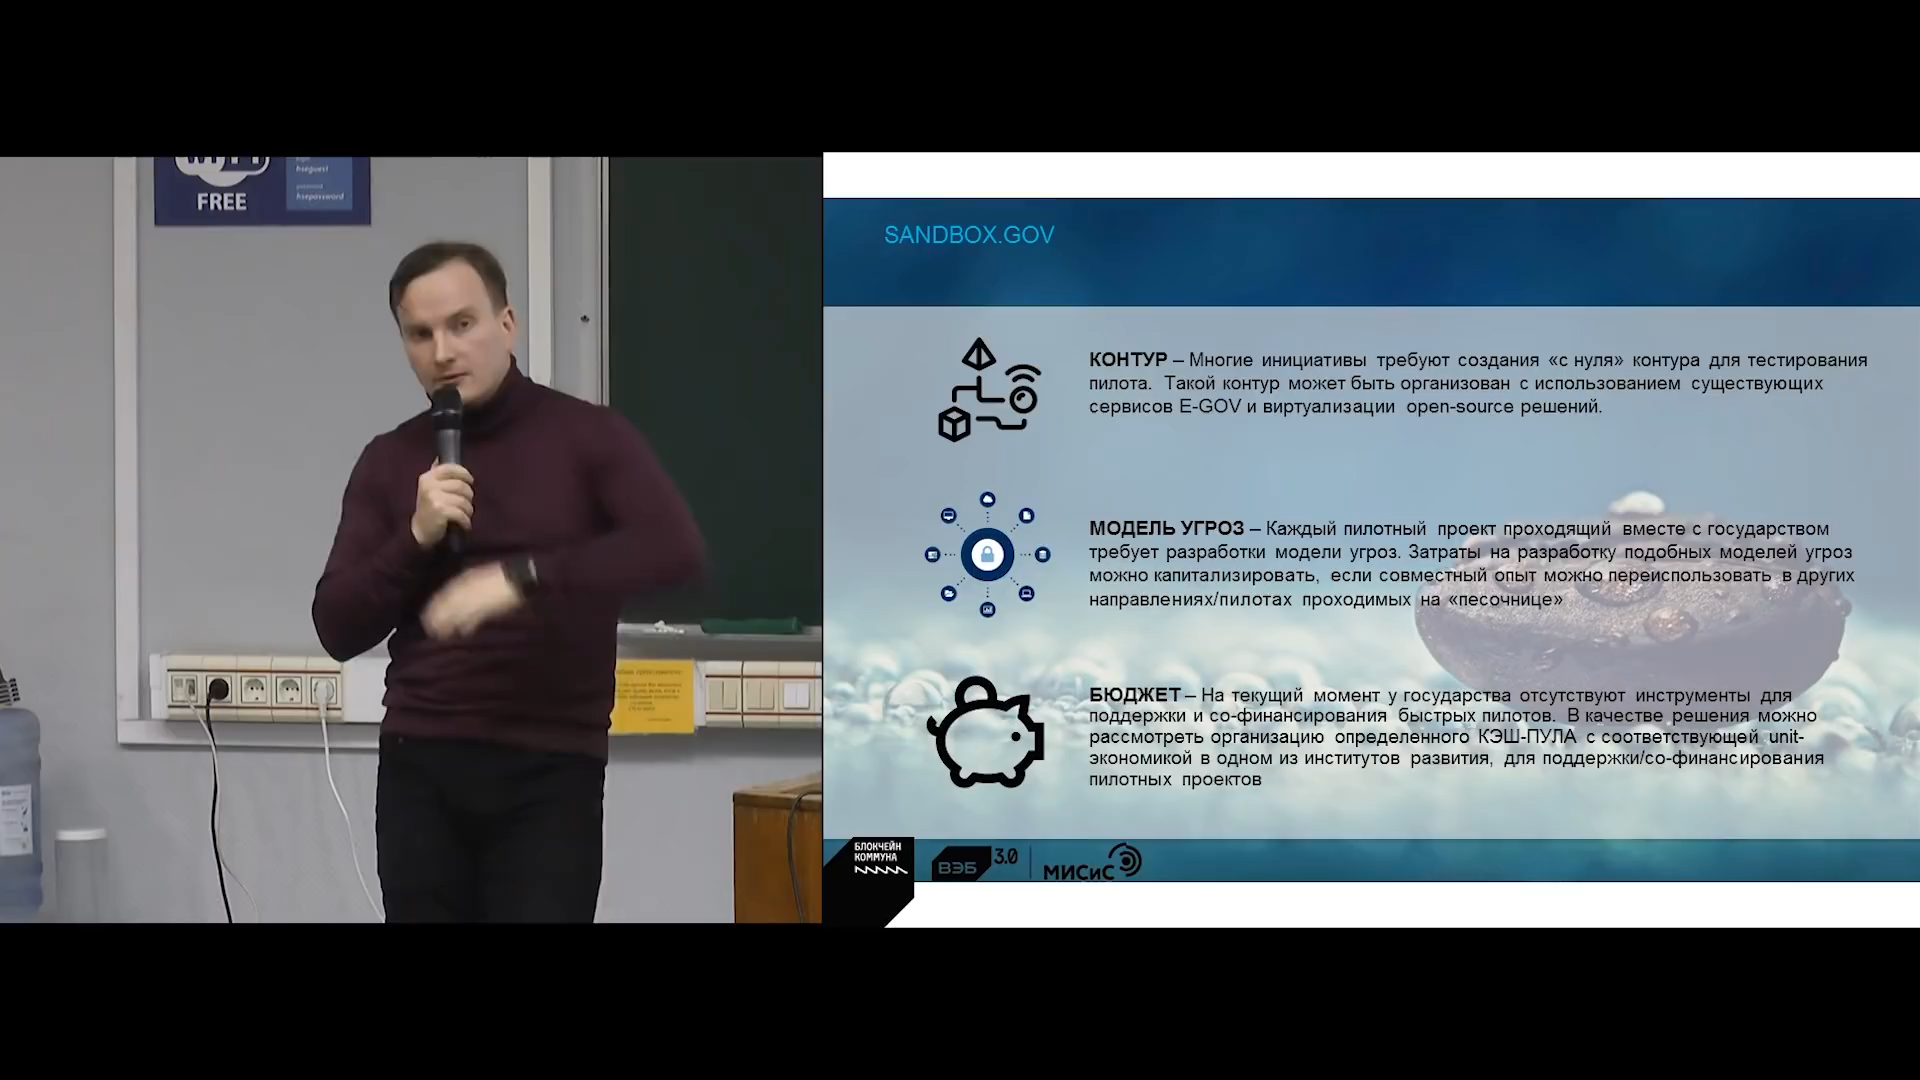 FREE
hseguest
hsepassword
SANDBOX.GOV
КОНТУР – Многие инициативы требуют создания «с нуля» контура для тестирования
пилота. Такой контур может быть организован с использованием существующих
сервисов E-GOV и виртуализации open-source решений.
МОДЕЛЬ УГРОЗ – Каждый пилотный проект проходящий вместе с государством
требует разработки модели угроз. Затраты на разработку подобных моделей угроз
можно капитализировать, если совместный опыт можно переиспользовать в других
направлениях/пилотах проходимых на «песочнице»
БЮДЖЕТ – На текущий момент у государства отсутствуют инструменты для
поддержки и со-финансирования быстрых пилотов. В качестве решения можно
рассмотреть организацию определенного КЭШ-ПУЛА с соответствующей unit-
экономикой в одном из институтов развития, для поддержки/со-финансирования
пилотных проектов
БЛОКЧЕЙН
КОММУНА
ВЭБ 3.0
МИСиС